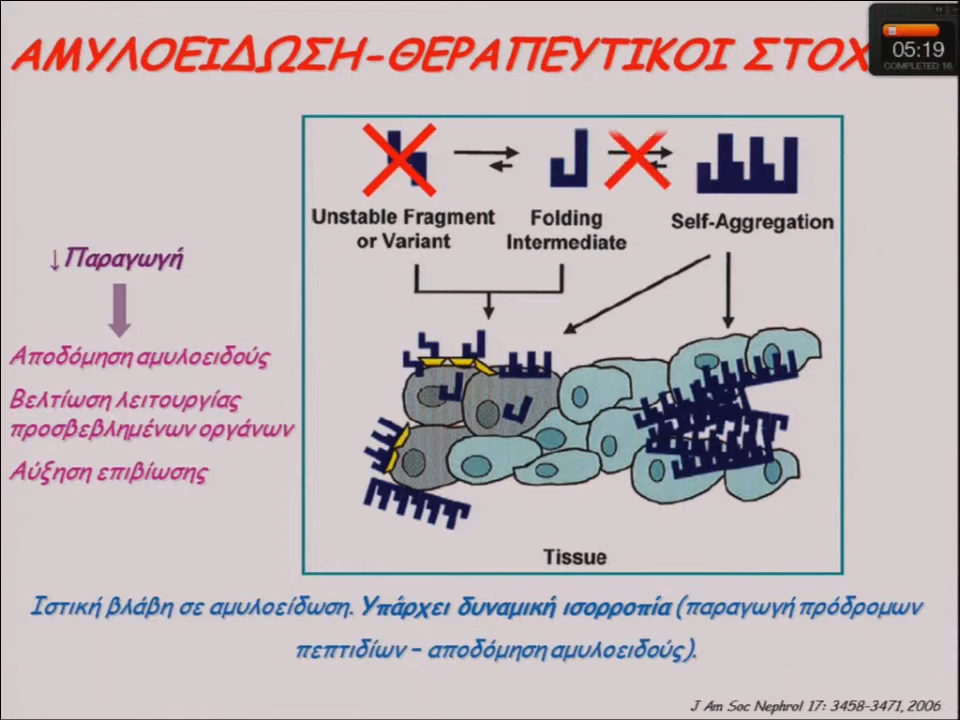 ΑΜΥΛΟΕΙΔΩΣΗ-ΘΕΡΑΠΕΥΤΙΚΟΙ ΣΤΟΧ
05:19
COMPLETED 16
Unstable Fragment
or Variant
Folding
Intermediate
Self-Aggregation
↓Παραγωγή
Αποδόμηση αμυλοειδούς
Βελτίωση λειτουργίας
προσβεβλημένων οργάνων
Αύξηση επιβίωσης
Tissue
Ιστική βλάβη σε αμυλοείδωση. Υπάρχει δυναμική ισορροπία (παραγωγή πρόδρομων
πεπτιδίων – αποδόμηση αμυλοειδούς).
J Am Soc Nephrol 17: 3458-3471, 2006